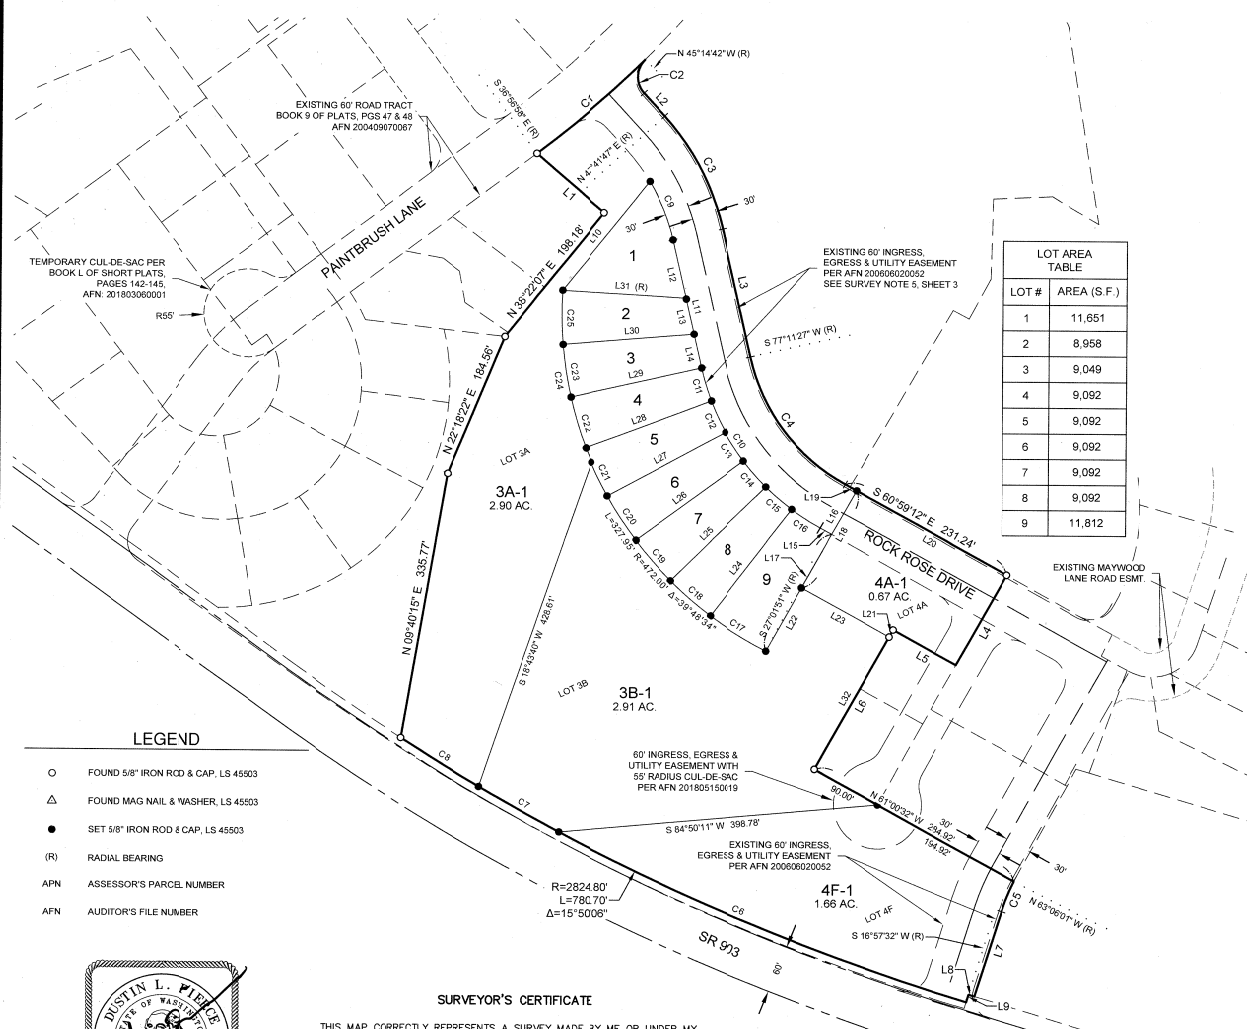 N 45°14'42"W (R)
C2
S 36°56'58" E (R)
C1
L2
EXISTING 60' ROAD TRACT
BOOK 9 OF PLATS, PGS 47 & 48
AFN 200409070067
C3
L1
C9
30'
30'
L10
N 35°22'07" E 198.18'
PAINTBRUSH LANE
TEMPORARY CUL-DE-SAC PER
BOOK L OF SHORT PLATS,
PAGES 142-145,
AFN: 201803060001
R55'
EXISTING 60' INGRESS,
EGRESS & UTILITY EASEMENT
PER AFN 200606020052
SEE SURVEY NOTE 5, SHEET 3
LOT AREA
TABLE
LOT # AREA (S.F.)
1 11,651
2 8,958
3 9,049
4 9,092
5 9,092
6 9,092
7 9,092
8 9,092
9 11,812
1
L12
L3
L31 (R)
L11
C25
2
L13
L30
S 77°11'27" W (R)
3
L14
C23
C24
L29
C11
4
C12
C22
L28
C4
5
C10
L27
C13
C21
6
C14
L26
C15
C20
7
C16
L25
C19
8
L24
C18
9
C17
L=327.95' R=472.00' Δ=39°48'34"
N 22°18'22" E 184.56'
LOT 3A
3A-1
2.90 AC.
N 09°40'15" E 335.77'
S 18°43'40" W 428.61'
L19
L16
L15
L18
L17
S 27°01'51" W (R)
L22
S 60°59'12" E 231.24'
L20
ROCK ROSE DRIVE
4A-1
0.67 AC.
L21
LOT 4A
L23
L5
L4
EXISTING MAYWOOD
LANE ROAD ESMT.
LOT 3B
3B-1
2.91 AC.
L32
L6
LEGEND
FOUND 5/8" IRON ROD & CAP, LS 45503
FOUND MAG NAIL & WASHER, LS 45503
SET 5/8" IRON ROD & CAP, LS 45503
(R) RADIAL BEARING
APN ASSESSOR'S PARCEL NUMBER
AFN AUDITOR'S FILE NUMBER
C8
C7
60' INGRESS, EGRESS &
UTILITY EASEMENT WITH
55' RADIUS CUL-DE-SAC
PER AFN 201805150019
90.00'
N 61°00'32" W 284.92'
194.92'
30'
30'
S 84°50'11" W 398.78'
EXISTING 60' INGRESS,
EGRESS & UTILITY EASEMENT
PER AFN 200606020052
R=2824.80'
L=780.70'
Δ=15°50'06"
4F-1
1.66 AC.
C6
LOT 4F
C5
N 63°06'01" W (R)
S 16°57'32" W (R)
L7
L8
L9
SR 903
60'
DUSTIN L. PIERCE
STATE OF WASHINGTON
SURVEYOR'S CERTIFICATE
THIS MAP CORRECTLY REPRESENTS A SURVEY MADE BY ME OR UNDER MY